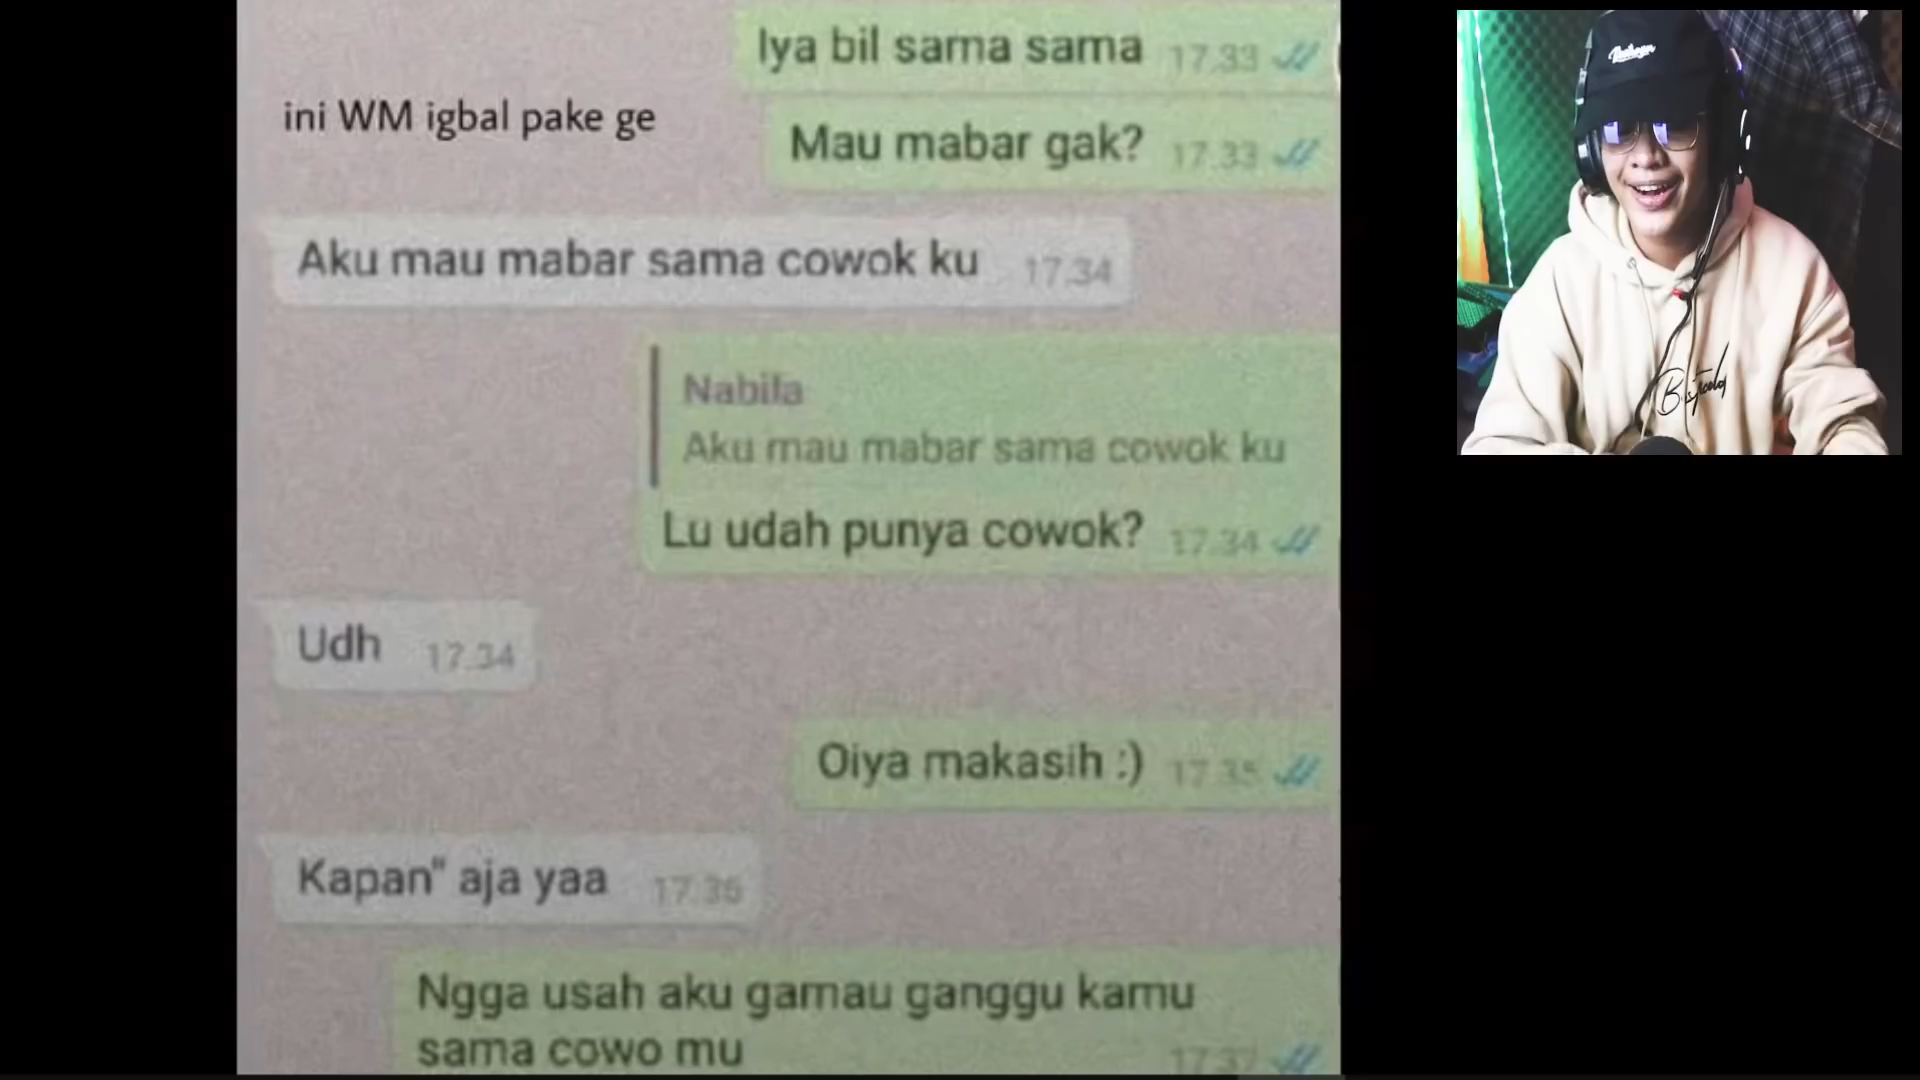 Iya bil sama sama 17.33
ini WM igbal pake ge
Mau mabar gak? 17.33
Aku mau mabar sama cowok ku 17.34
Nabila
Aku mau mabar sama cowok ku
Lu udah punya cowok? 17.34
Udh 17.34
Oiya makasih :) 17.35
Kapan" aja yaa 17.36
Ngga usah aku gamau ganggu kamu
sama cowo mu 17.37